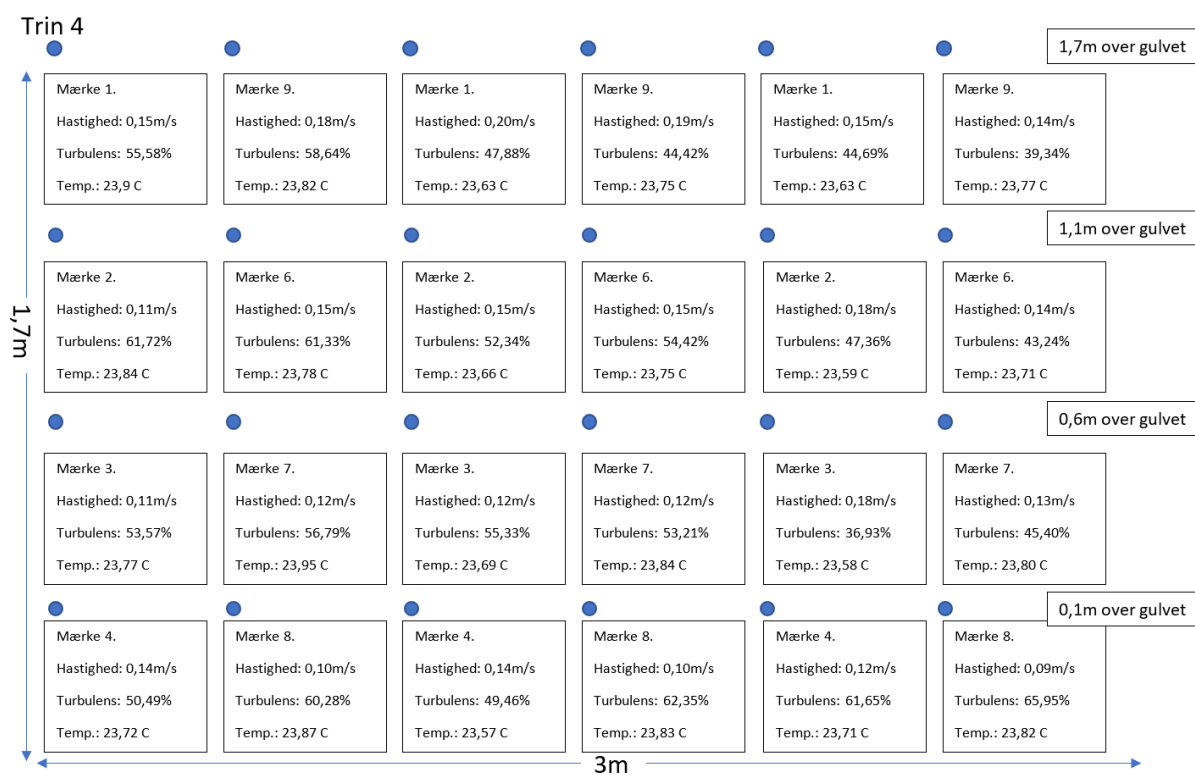 Trin 4
1,7m over gulvet
Mærke 1.
Hastighed: 0,15m/s
Turbulens: 55,58%
Temp.: 23,9 C
Mærke 9.
Hastighed: 0,18m/s
Turbulens: 58,64%
Temp.: 23,82 C
Mærke 1.
Hastighed: 0,20m/s
Turbulens: 47,88%
Temp.: 23,63 C
Mærke 9.
Hastighed: 0,19m/s
Turbulens: 44,42%
Temp.: 23,75 C
Mærke 1.
Hastighed: 0,15m/s
Turbulens: 44,69%
Temp.: 23,63 C
Mærke 9.
Hastighed: 0,14m/s
Turbulens: 39,34%
Temp.: 23,77 C
1,1m over gulvet
Mærke 2.
Hastighed: 0,11m/s
Turbulens: 61,72%
Temp.: 23,84 C
Mærke 6.
Hastighed: 0,15m/s
Turbulens: 61,33%
Temp.: 23,78 C
Mærke 2.
Hastighed: 0,15m/s
Turbulens: 52,34%
Temp.: 23,66 C
Mærke 6.
Hastighed: 0,15m/s
Turbulens: 54,42%
Temp.: 23,75 C
Mærke 2.
Hastighed: 0,18m/s
Turbulens: 47,36%
Temp.: 23,59 C
Mærke 6.
Hastighed: 0,14m/s
Turbulens: 43,24%
Temp.: 23,71 C
1,7m
0,6m over gulvet
Mærke 3.
Hastighed: 0,11m/s
Turbulens: 53,57%
Temp.: 23,77 C
Mærke 7.
Hastighed: 0,12m/s
Turbulens: 56,79%
Temp.: 23,95 C
Mærke 3.
Hastighed: 0,12m/s
Turbulens: 55,33%
Temp.: 23,69 C
Mærke 7.
Hastighed: 0,12m/s
Turbulens: 53,21%
Temp.: 23,84 C
Mærke 3.
Hastighed: 0,18m/s
Turbulens: 36,93%
Temp.: 23,58 C
Mærke 7.
Hastighed: 0,13m/s
Turbulens: 45,40%
Temp.: 23,80 C
0,1m over gulvet
Mærke 4.
Hastighed: 0,14m/s
Turbulens: 50,49%
Temp.: 23,72 C
Mærke 8.
Hastighed: 0,10m/s
Turbulens: 60,28%
Temp.: 23,87 C
Mærke 4.
Hastighed: 0,14m/s
Turbulens: 49,46%
Temp.: 23,57 C
Mærke 8.
Hastighed: 0,10m/s
Turbulens: 62,35%
Temp.: 23,83 C
Mærke 4.
Hastighed: 0,12m/s
Turbulens: 61,65%
Temp.: 23,71 C
Mærke 8.
Hastighed: 0,09m/s
Turbulens: 65,95%
Temp.: 23,82 C
3m